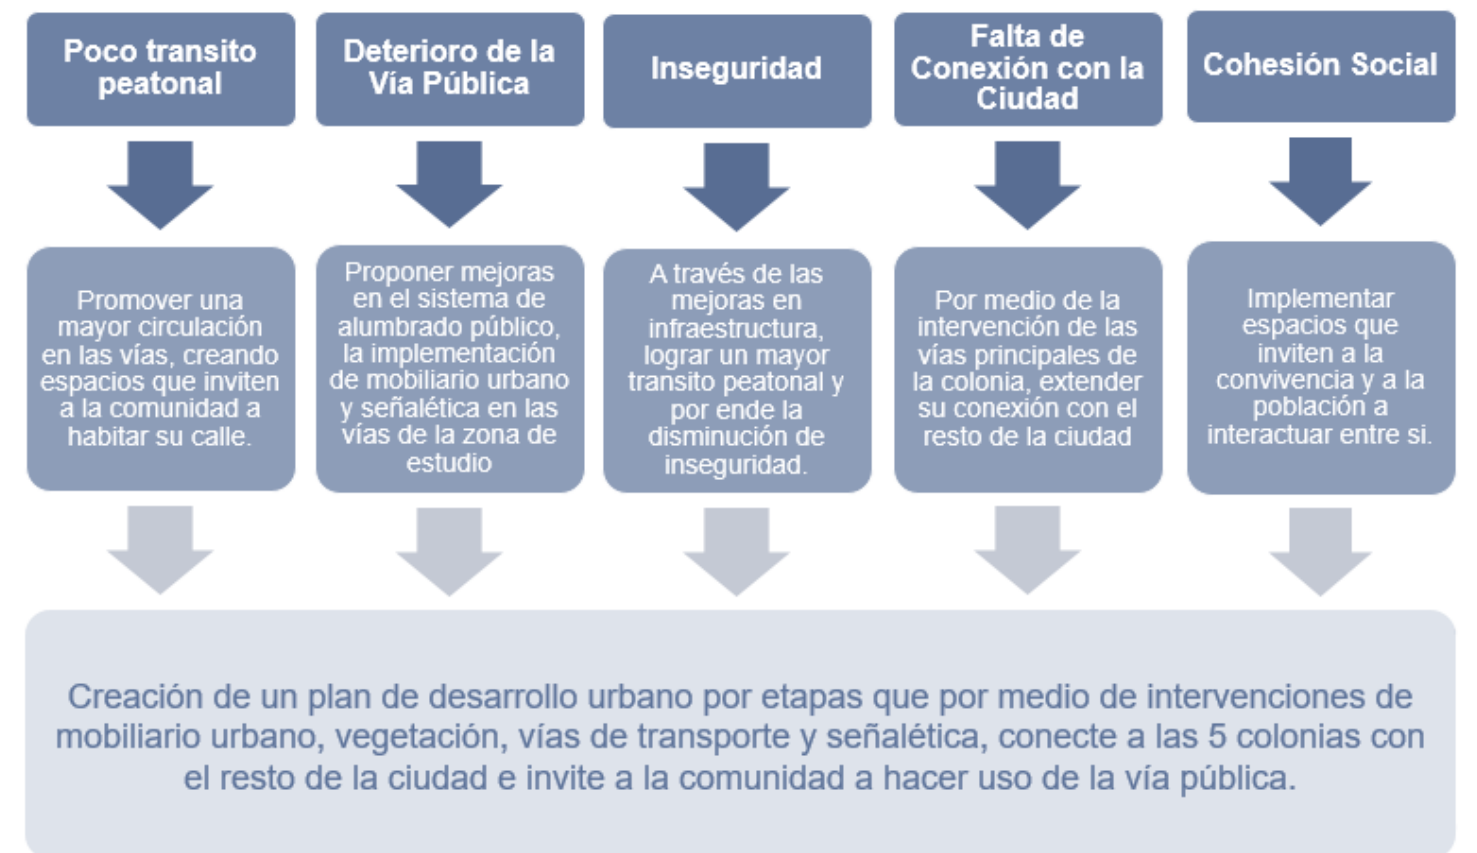 Poco transito
peatonal
Deterioro de la
Vía Pública
Inseguridad
Falta de
Conexión con la
Ciudad
Cohesión Social
Promover una
mayor circulación
en las vías, creando
espacios que inviten
a la comunidad a
habitar su calle.
Proponer mejoras
en el sistema de
alumbrado público,
la implementación
de mobiliario urbano
y señalética en las
vías de la zona de
estudio
A través de las
mejoras en
infraestructura,
lograr un mayor
transito peatonal y
por ende la
disminución de
inseguridad.
Por medio de la
intervención de las
vías principales de
la colonia, extender
su conexión con el
resto de la ciudad
Implementar
espacios que
inviten a la
convivencia y a la
población a
interactuar entre si.
Creación de un plan de desarrollo urbano por etapas que por medio de intervenciones de
mobiliario urbano, vegetación, vías de transporte y señalética, conecte a las 5 colonias con
el resto de la ciudad e invite a la comunidad a hacer uso de la vía pública.